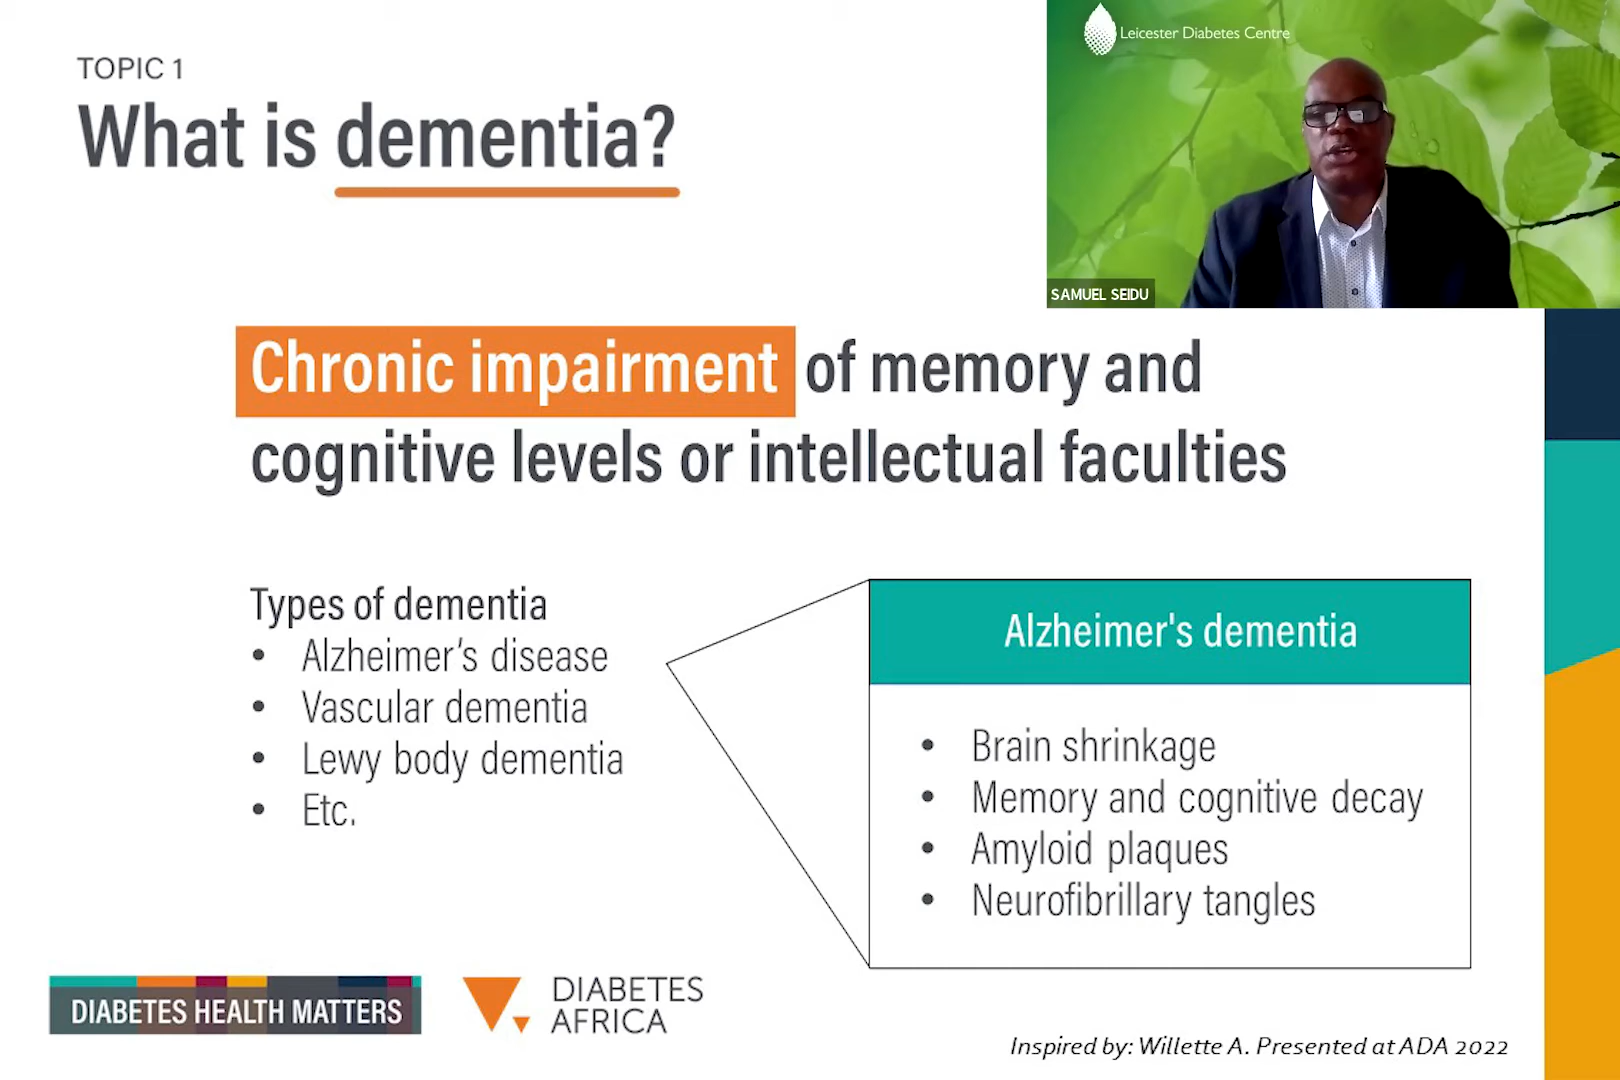 TOPIC 1
What is dementia?
Leicester Diabetes Centre
SAMUEL SEIDU
Chronic impairment of memory and
cognitive levels or intellectual faculties
Types of dementia
• Alzheimer’s disease
• Vascular dementia
• Lewy body dementia
• Etc.
Alzheimer's dementia
• Brain shrinkage
• Memory and cognitive decay
• Amyloid plaques
• Neurofibrillary tangles
DIABETES HEALTH MATTERS
DIABETES
AFRICA
Inspired by: Willette A. Presented at ADA 2022